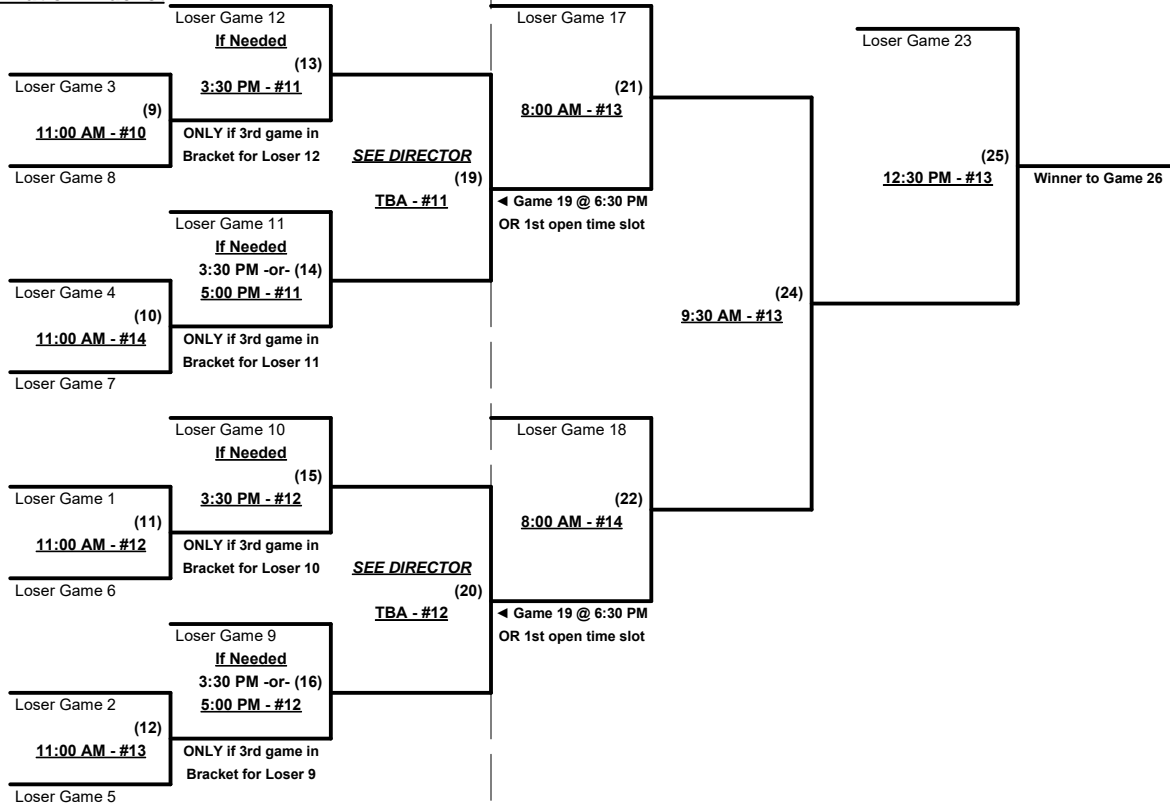 Loser Game 12
If Needed
(13)
3:30 PM - #11
ONLY if 3rd game in
Bracket for Loser 12
Loser Game 3
(9)
11:00 AM - #10
Loser Game 8
SEE DIRECTOR
(19)
TBA - #11
Loser Game 11
If Needed
3:30 PM -or- (14)
5:00 PM - #11
ONLY if 3rd game in
Bracket for Loser 11
Loser Game 4
(10)
11:00 AM - #14
Loser Game 7
Loser Game 17
(21)
8:00 AM - #13
◄ Game 19 @ 6:30 PM
OR 1st open time slot
Loser Game 23
(25)
12:30 PM - #13
Winner to Game 26
(24)
9:30 AM - #13
Loser Game 10
If Needed
(15)
3:30 PM - #12
ONLY if 3rd game in
Bracket for Loser 10
Loser Game 1
(11)
11:00 AM - #12
Loser Game 6
SEE DIRECTOR
(20)
TBA - #12
Loser Game 9
If Needed
3:30 PM -or- (16)
5:00 PM - #12
ONLY if 3rd game in
Bracket for Loser 9
Loser Game 2
(12)
11:00 AM - #13
Loser Game 5
Loser Game 18
(22)
8:00 AM - #14
◄ Game 19 @ 6:30 PM
OR 1st open time slot